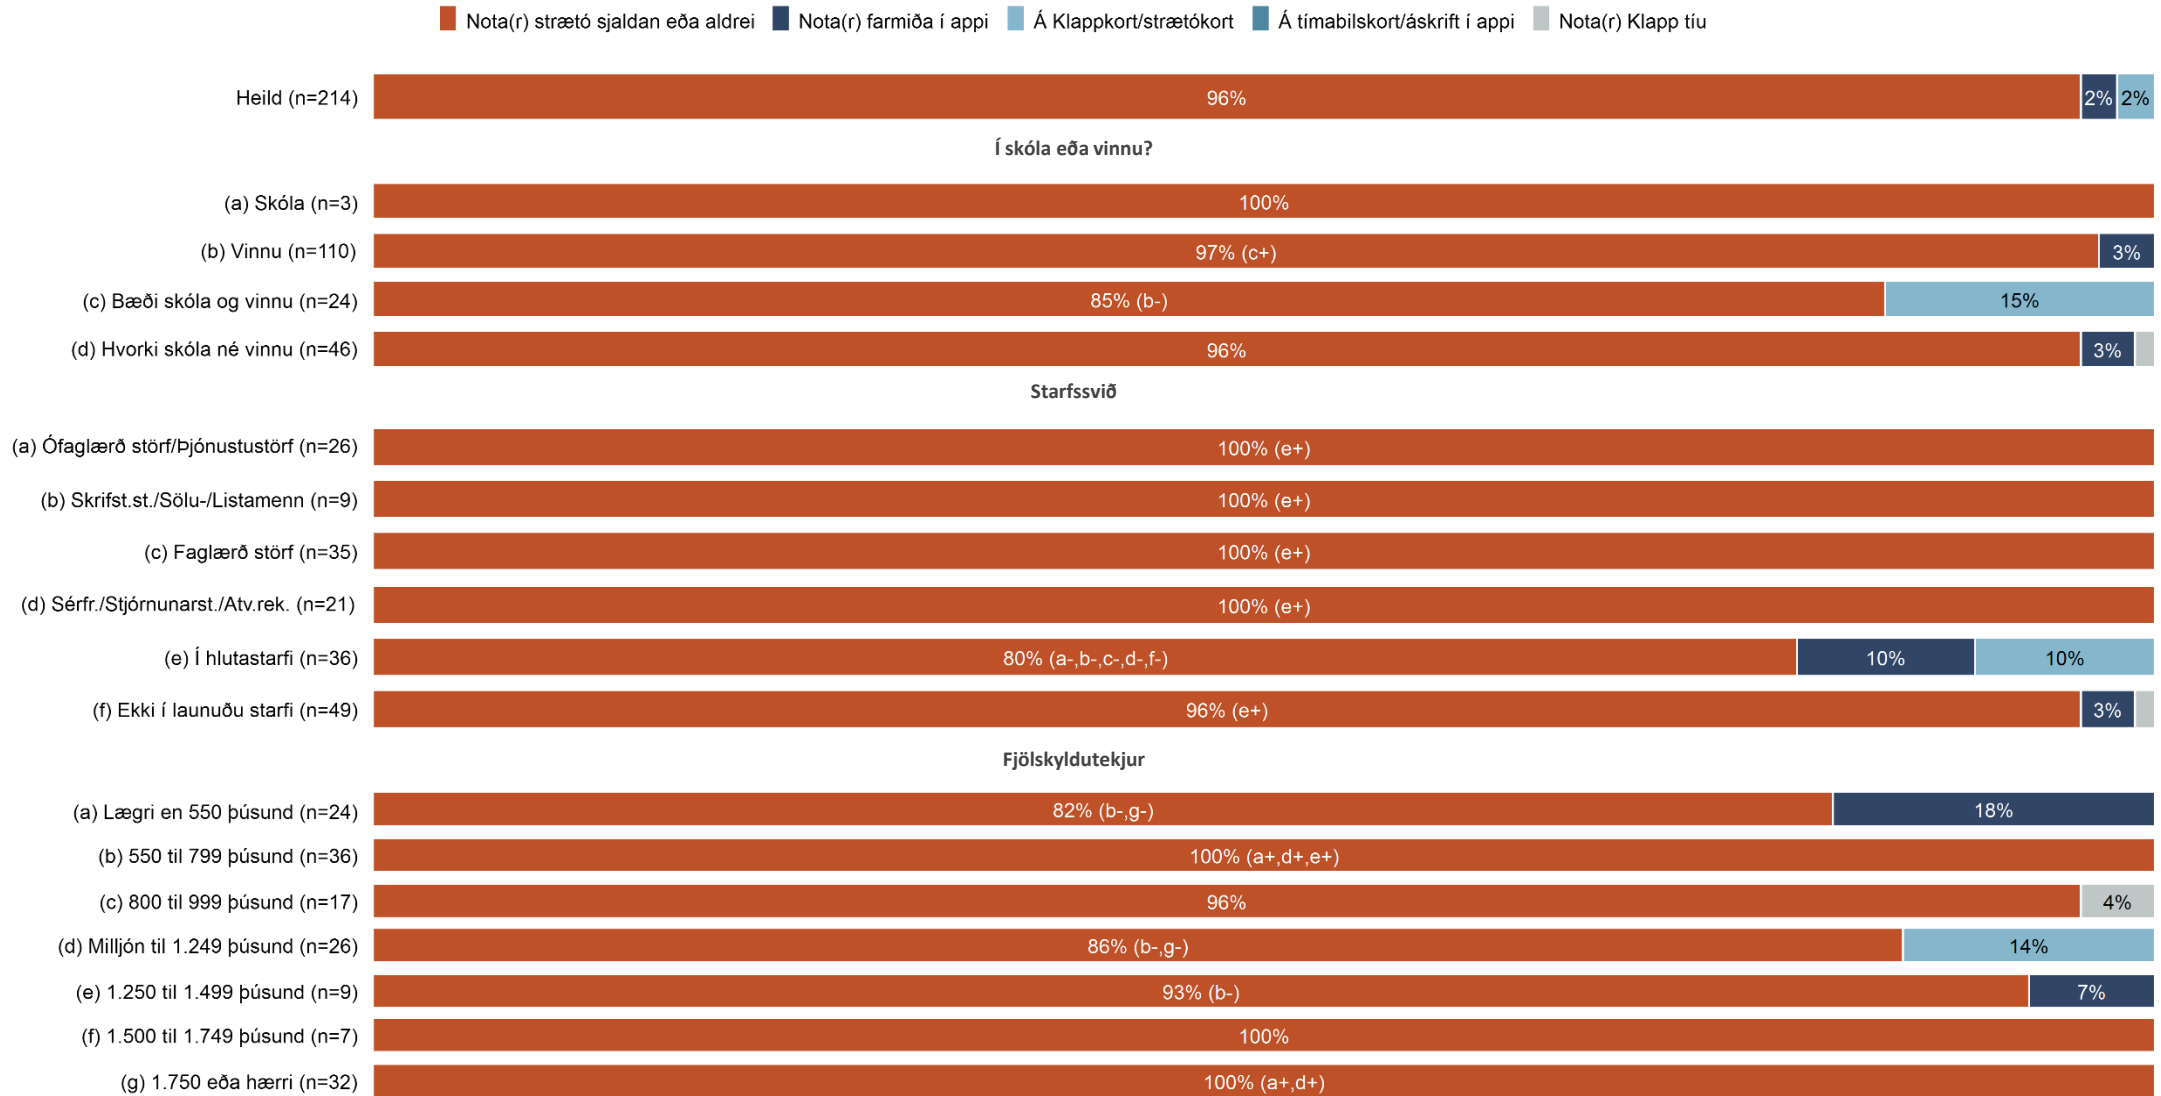 Nota(r) strætó sjaldan eða aldrei Nota(r) farmiða í appi Á Klappkort/strætókort Á tímabilskort/áskrift í appi Nota(r) Klapp tíu
Heild (n=214) 96% 2% 2%
Í skóla eða vinnu?
(a) Skóla (n=3) 100%
(b) Vinnu (n=110) 97% (c+) 3%
(c) Bæði skóla og vinnu (n=24) 85% (b-) 15%
(d) Hvorki skóla né vinnu (n=46) 96% 3%
Starfssvið
(a) Ófaglærð störf/Þjónustustörf (n=26) 100% (e+)
(b) Skrifst.st./Sölu-/Listamenn (n=9) 100% (e+)
(c) Faglærð störf (n=35) 100% (e+)
(d) Sérfr./Stjórnunarst./Atv.rek. (n=21) 100% (e+)
(e) Í hlutastarfi (n=36) 80% (a-,b-,c-,d-,f-) 10% 10%
(f) Ekki í launuðu starfi (n=49) 96% (e+) 3%
Fjölskyldutekjur
(a) Lægri en 550 þúsund (n=24) 82% (b-,g-) 18%
(b) 550 til 799 þúsund (n=36) 100% (a+,d+,e+)
(c) 800 til 999 þúsund (n=17) 96% 4%
(d) Milljón til 1.249 þúsund (n=26) 86% (b-,g-) 14%
(e) 1.250 til 1.499 þúsund (n=9) 93% (b-) 7%
(f) 1.500 til 1.749 þúsund (n=7) 100%
(g) 1.750 eða hærri (n=32) 100% (a+,d+)